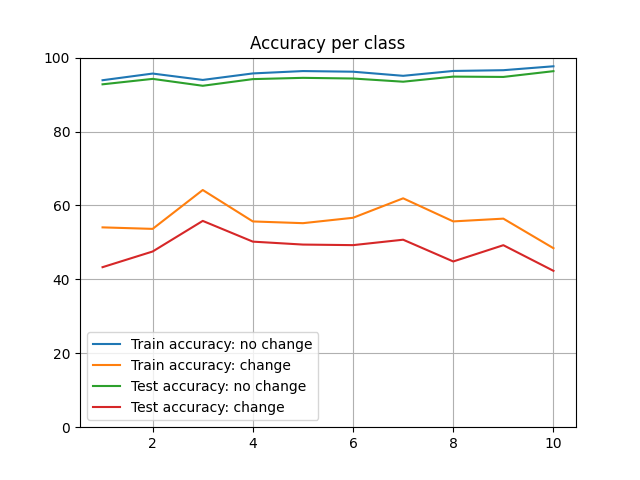 Accuracy per class
100
80
60
40
20
0
Train accuracy: no change
Train accuracy: change
Test accuracy: no change
Test accuracy: change
2 4 6 8 10